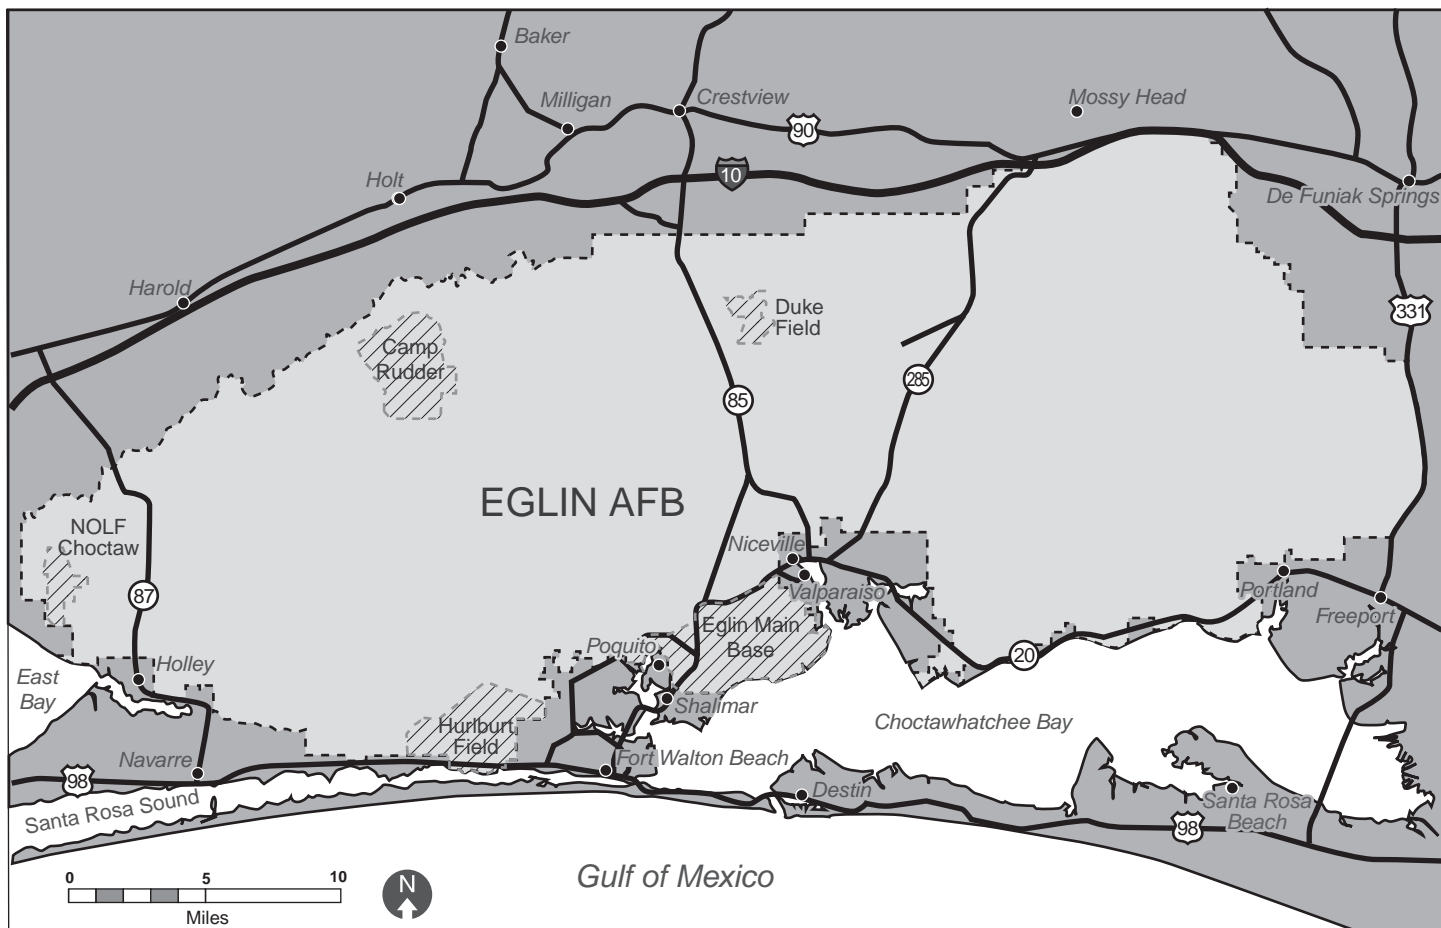 Baker
Milligan
Crestview
Mossy Head
90
10
Holt
De Funiak Springs
Harold
Duke
Field
331
Camp
Rudder
285
85
EGLIN AFB
NOLF
Choctaw
Niceville
Valparaiso
87
Portland
Freeport
Eglin Main
Base
Poquito
20
Holley
East
Bay
Shalimar
Choctawhatchee Bay
Hurlburt
Field
Navarre
Fort Walton Beach
98
Destin
Santa Rosa
Beach
Santa Rosa Sound
98
Gulf of Mexico
0 5 10
Miles
N